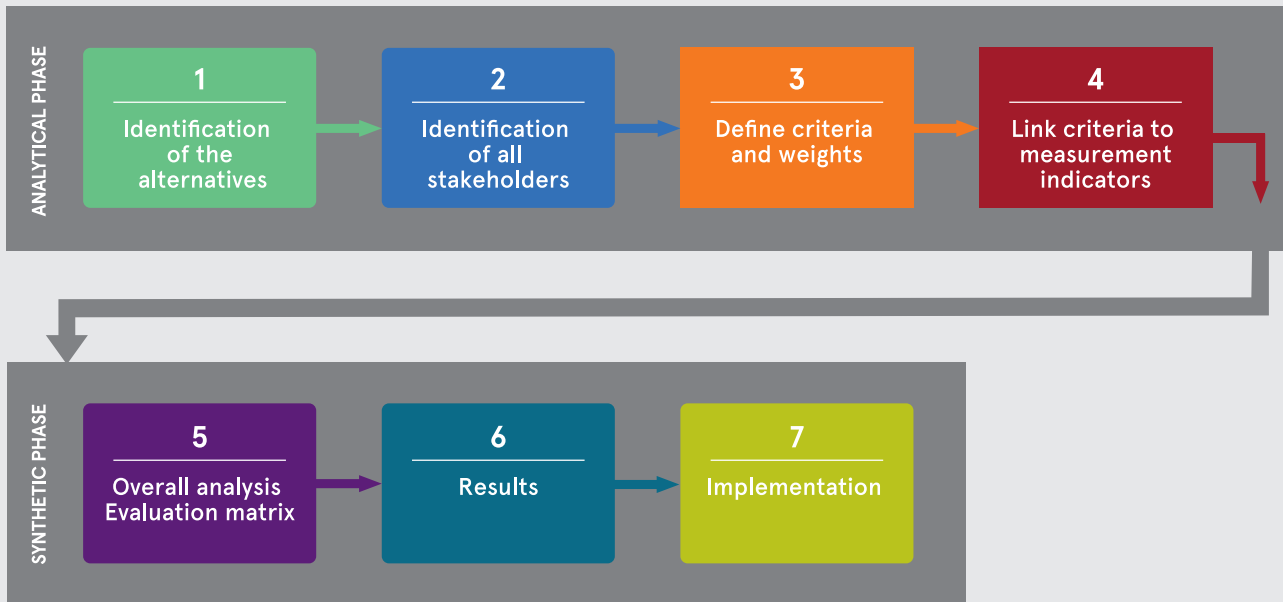 ANALYTICAL PHASE
1
Identification
of the
alternatives
2
Identification
of all
stakeholders
3
Define criteria
and weights
4
Link criteria to
measurement
indicators
SYNTHETIC PHASE
5
Overall analysis
Evaluation matrix
6
Results
7
Implementation